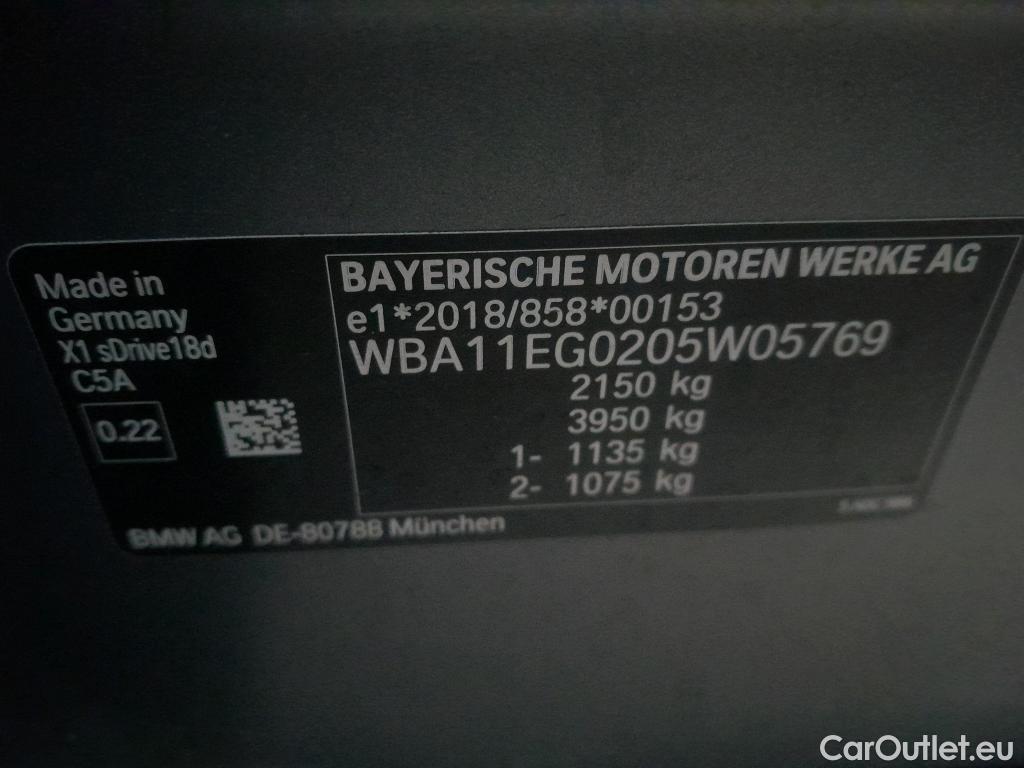 Made in
Germany
X1 sDrive18d
C5A
0.22
BAYERISCHE MOTOREN WERKE AG
e1*2018/858*00153
WBA11EG0205W05769
2150 kg
3950 kg
1- 1135 kg
2- 1075 kg
BMW AG DE-80788 München
CarOutlet.eu